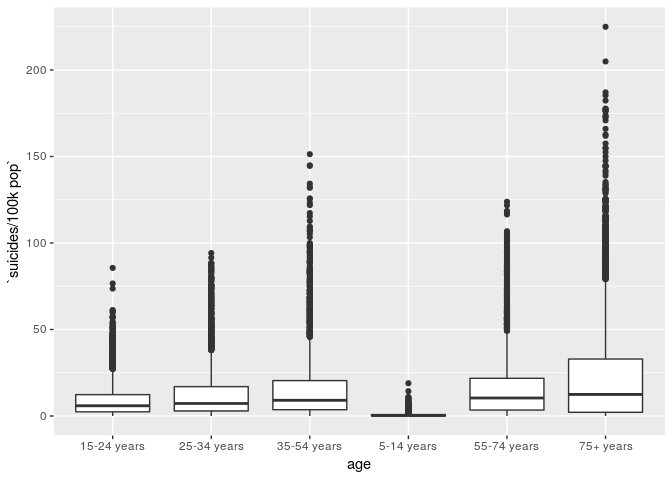 200
150
100
50
0
`suicides/100k pop`
15-24 years 25-34 years 35-54 years 5-14 years 55-74 years 75+ years
age